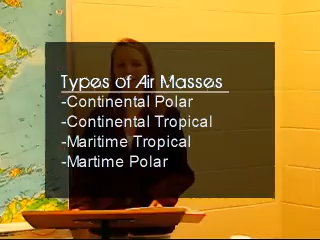 Types of Air Masses
-Continental Polar
-Continental Tropical
-Maritime Tropical
-Martime Polar